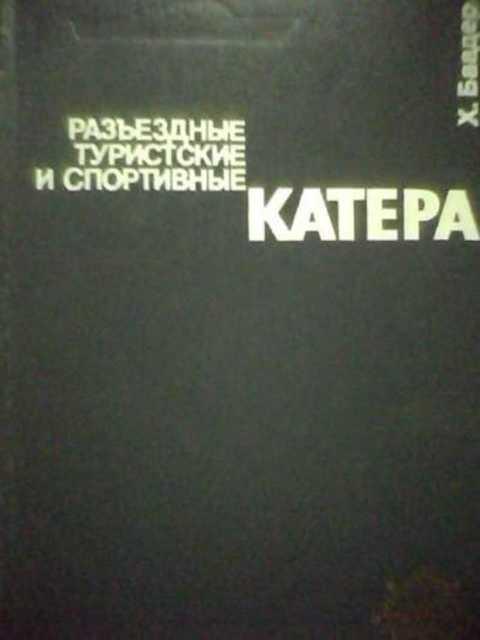 Х. Баадер
РАЗЪЕЗДНЫЕ
ТУРИСТСКИЕ
И СПОРТИВНЫЕ
КАТЕРА